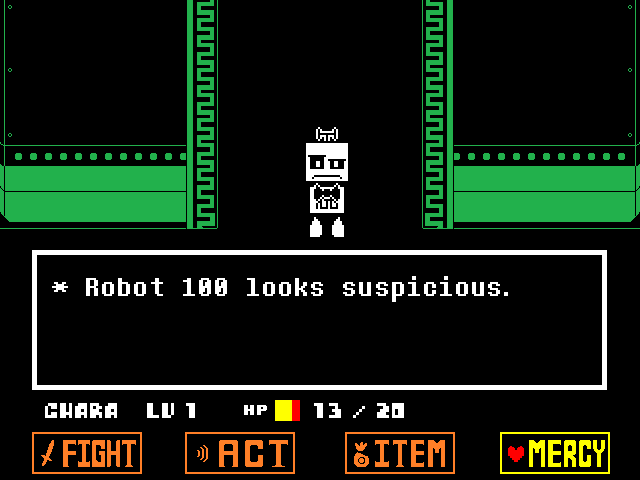 * Robot 100 looks suspicious.
CHARA LV 1 HP 13 / 20
FIGHT ACT ITEM MERCY